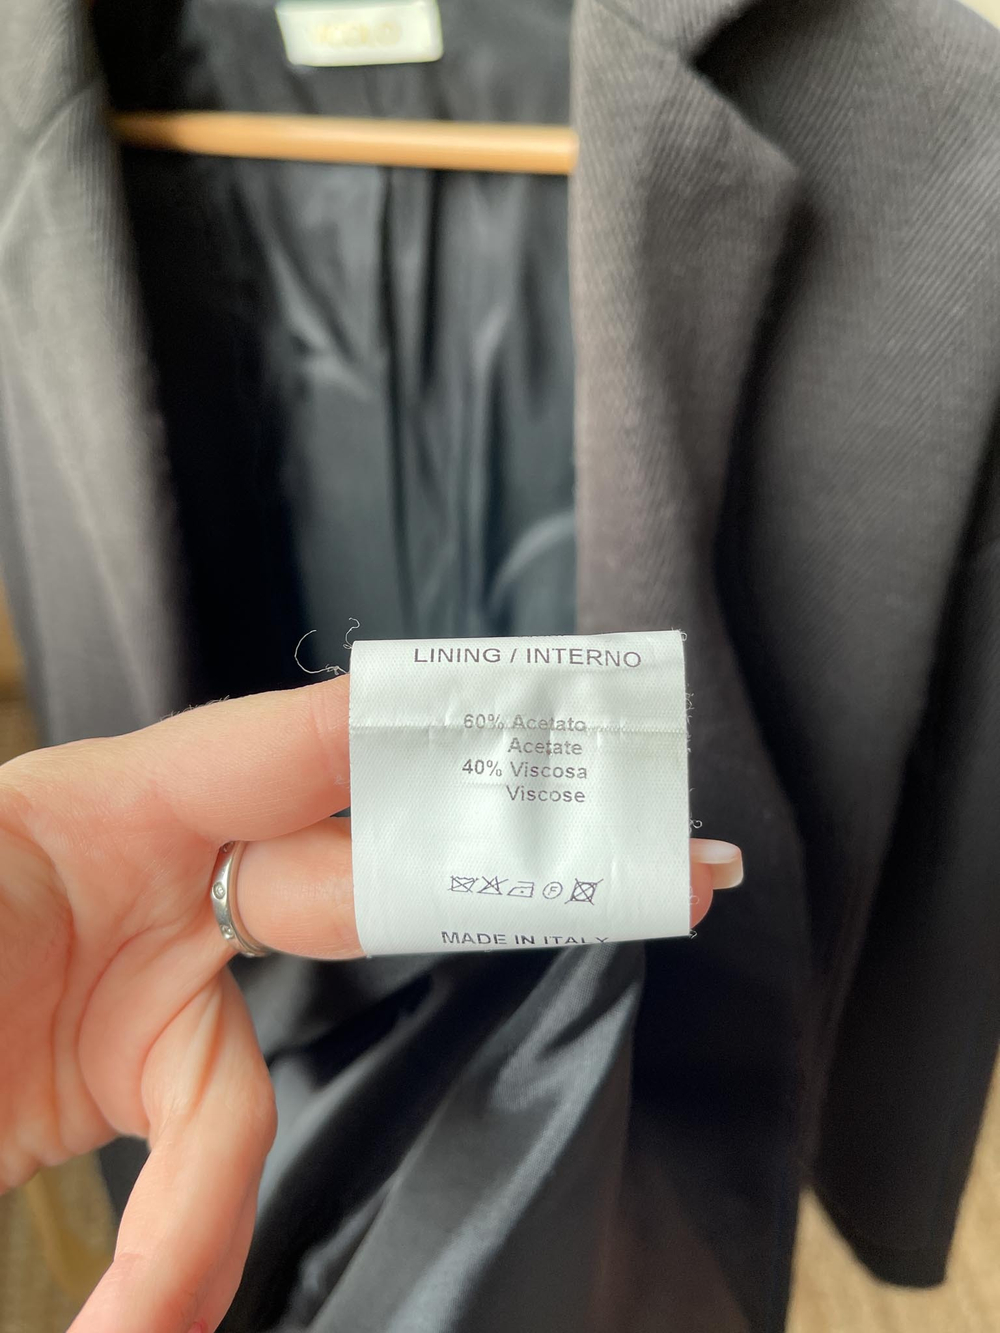 LINING / INTERNO
60% Acetato
Acetate
40% Viscosa
Viscose
F
MADE IN ITALY